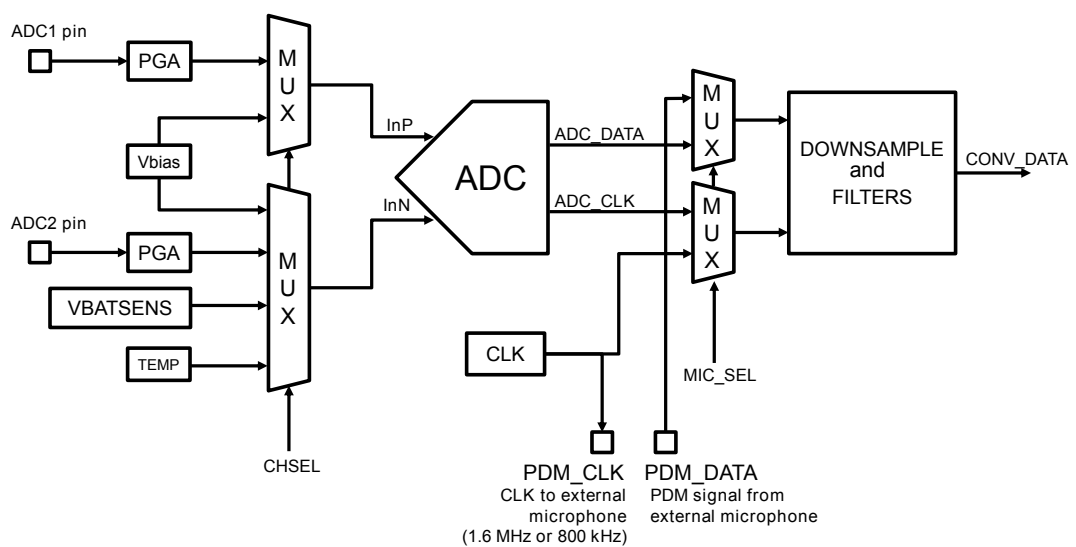 ADC1 pin
PGA
M
U
X
Vbias
InP
ADC
InN
ADC_DATA
ADC_CLK
M
U
X
M
U
X
DOWNSAMPLE
and
FILTERS
CONV_DATA
ADC2 pin
PGA
M
U
X
VBATSENS
TEMP
CHSEL
CLK
MIC_SEL
PDM_CLK
CLK to external
microphone
(1.6 MHz or 800 kHz)
PDM_DATA
PDM signal from
external microphone